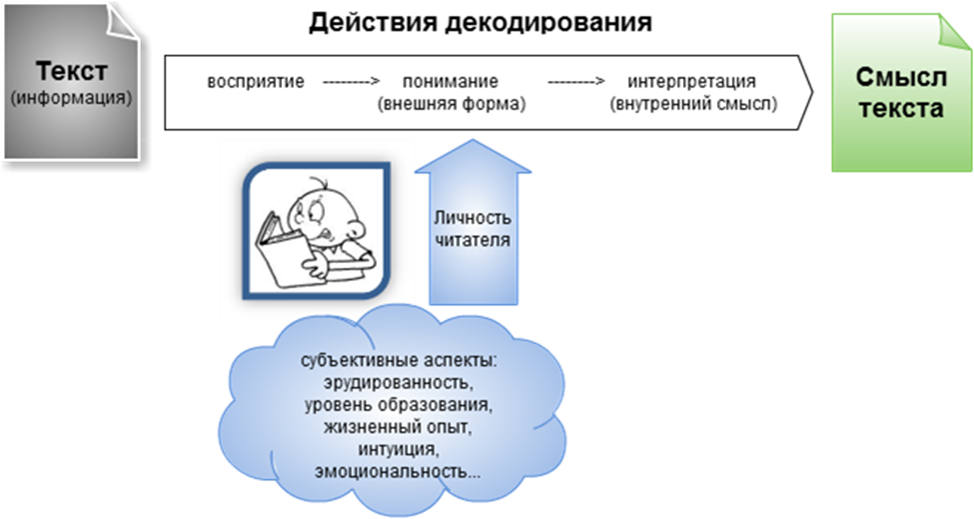 Действия декодирования
Текст
(информация)
восприятие --------> понимание --------> интерпретация
(внешняя форма) (внутренний смысл)
Смысл
текста
Личность
читателя
субъективные аспекты:
эрудированность,
уровень образования,
жизненный опыт,
интуиция,
эмоциональность...